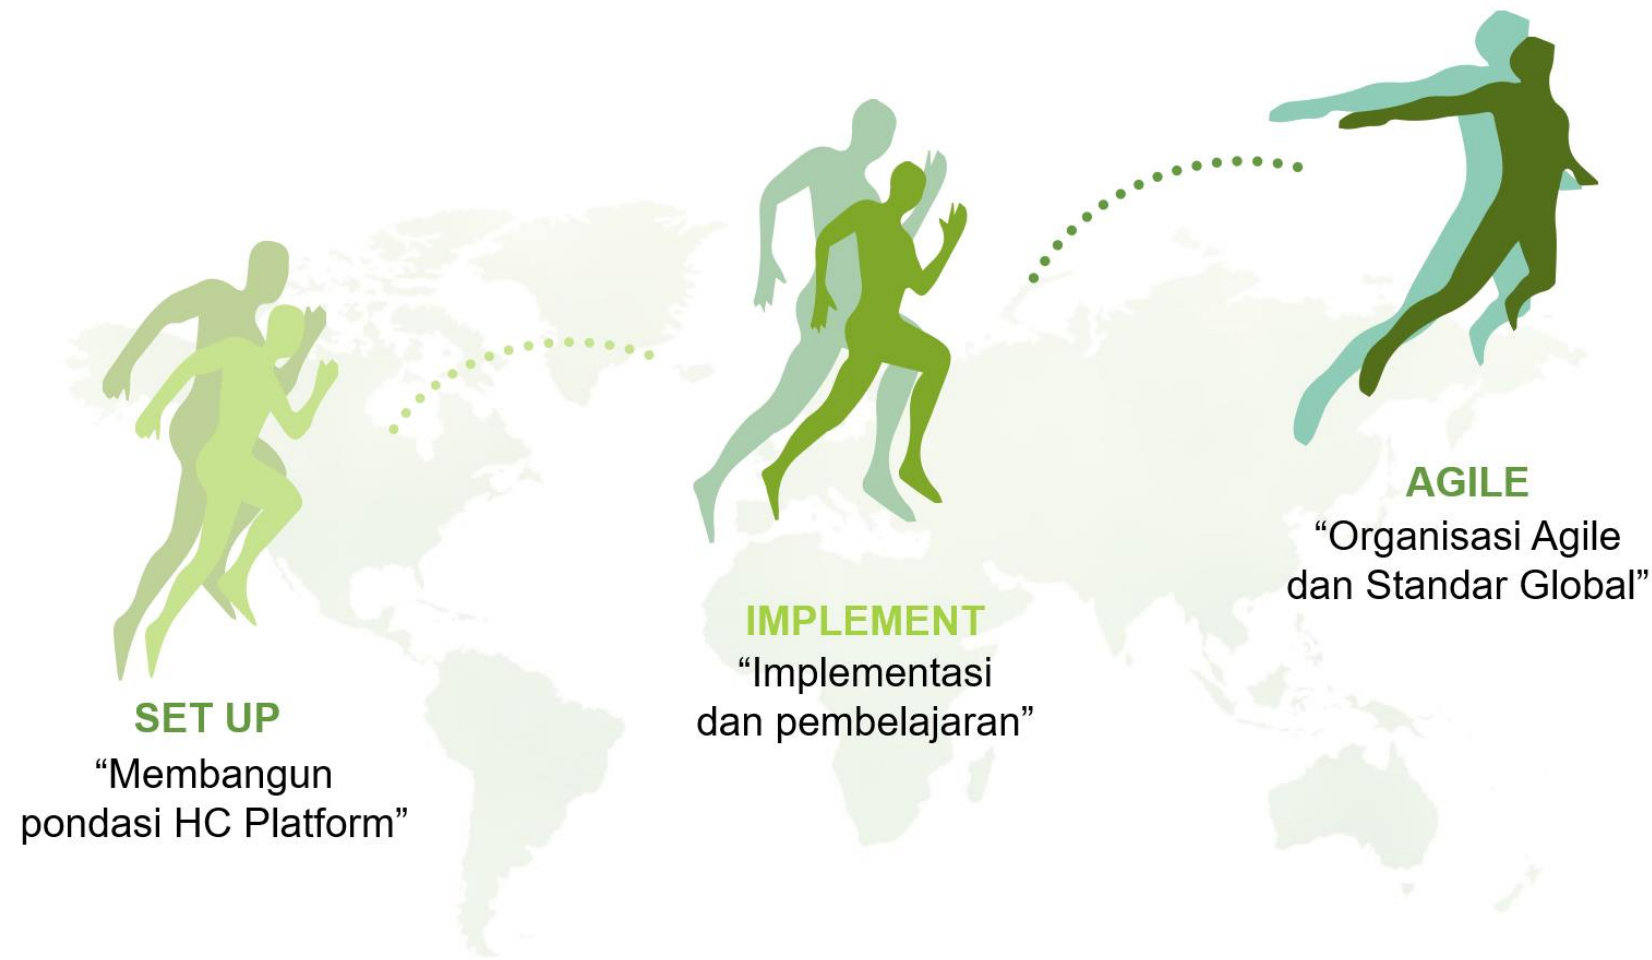 SET UP
“Membangun
pondasi HC Platform”
IMPLEMENT
“Implementasi
dan pembelajaran”
AGILE
“Organisasi Agile
dan Standar Global”